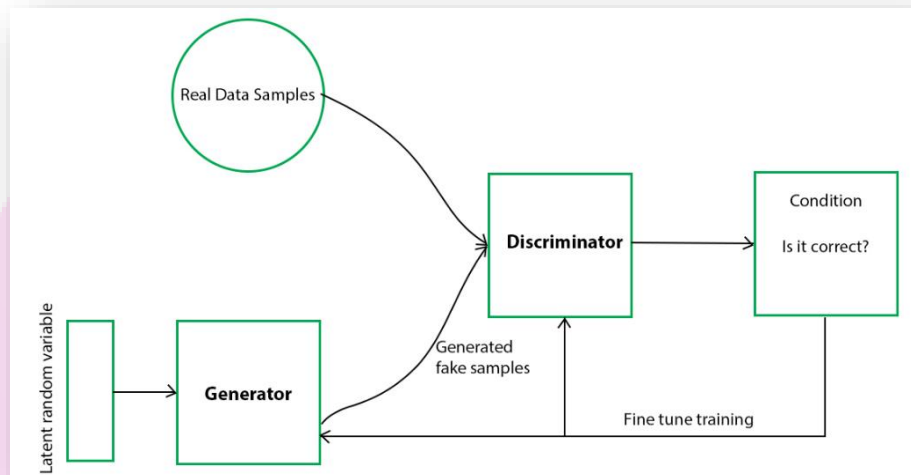 Real Data Samples
Condition
Is it correct?
Discriminator
Generated
fake samples
Latent random variable
Generator
Fine tune training